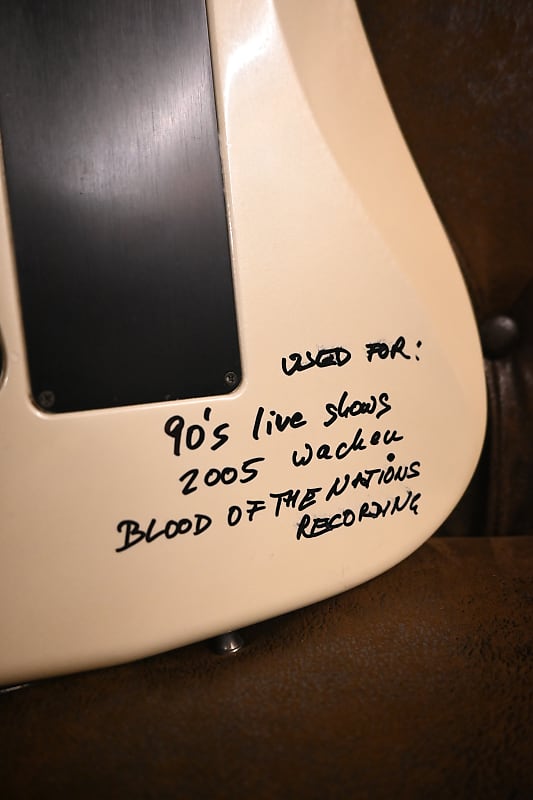 USED FOR:
90's live shows
2005 wacken
BLOOD OF THE NATIONS
RECORDING